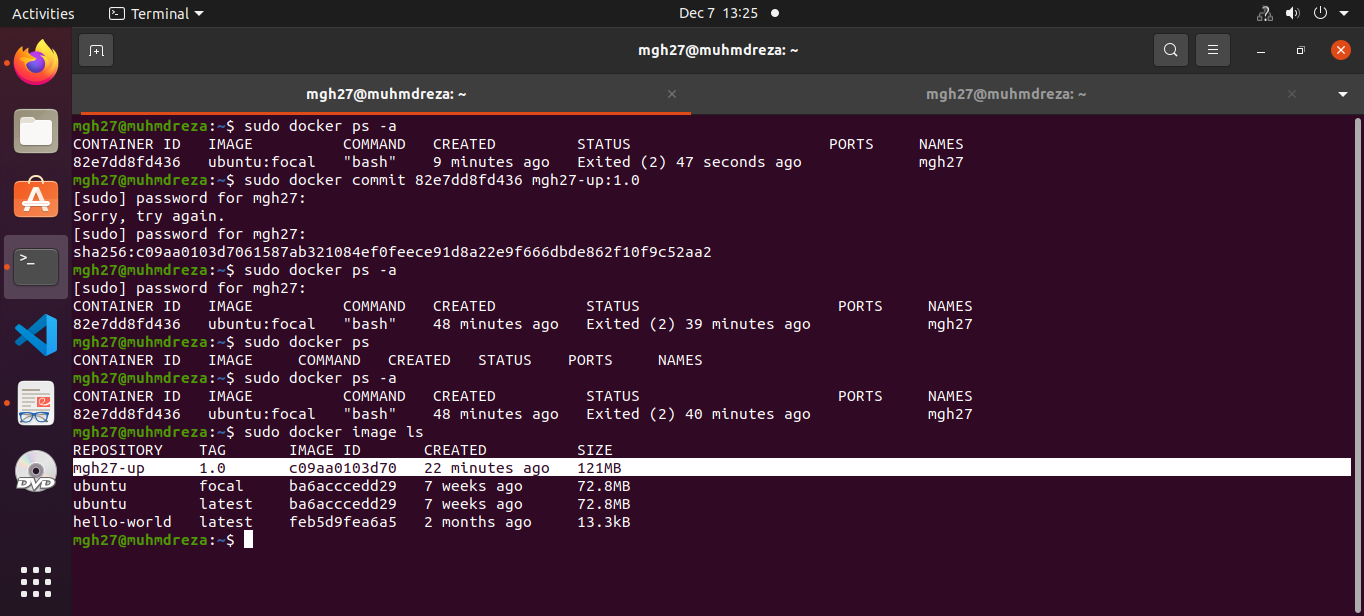 Activities Terminal Dec 7 13:25
mgh27@muhmdreza: ~
mgh27@muhmdreza: ~ mgh27@muhmdreza: ~
mgh27@muhmdreza:~$ sudo docker ps -a
CONTAINER ID IMAGE COMMAND CREATED STATUS PORTS NAMES
82e7dd8fd436 ubuntu:focal "bash" 9 minutes ago Exited (2) 47 seconds ago mgh27
mgh27@muhmdreza:~$ sudo docker commit 82e7dd8fd436 mgh27-up:1.0
[sudo] password for mgh27:
Sorry, try again.
[sudo] password for mgh27:
sha256:c09aa0103d7061587ab321084ef0feece91d8a22e9f666dbde862f10f9c52aa2
mgh27@muhmdreza:~$ sudo docker ps -a
[sudo] password for mgh27:
CONTAINER ID IMAGE COMMAND CREATED STATUS PORTS NAMES
82e7dd8fd436 ubuntu:focal "bash" 48 minutes ago Exited (2) 39 minutes ago mgh27
mgh27@muhmdreza:~$ sudo docker ps
CONTAINER ID IMAGE COMMAND CREATED STATUS PORTS NAMES
mgh27@muhmdreza:~$ sudo docker ps -a
CONTAINER ID IMAGE COMMAND CREATED STATUS PORTS NAMES
82e7dd8fd436 ubuntu:focal "bash" 48 minutes ago Exited (2) 40 minutes ago mgh27
mgh27@muhmdreza:~$ sudo docker image ls
REPOSITORY TAG IMAGE ID CREATED SIZE
mgh27-up 1.0 c09aa0103d70 22 minutes ago 121MB
ubuntu focal ba6acccedd29 7 weeks ago 72.8MB
ubuntu latest ba6acccedd29 7 weeks ago 72.8MB
hello-world latest feb5d9fea6a5 2 months ago 13.3kB
mgh27@muhmdreza:~$
DVD